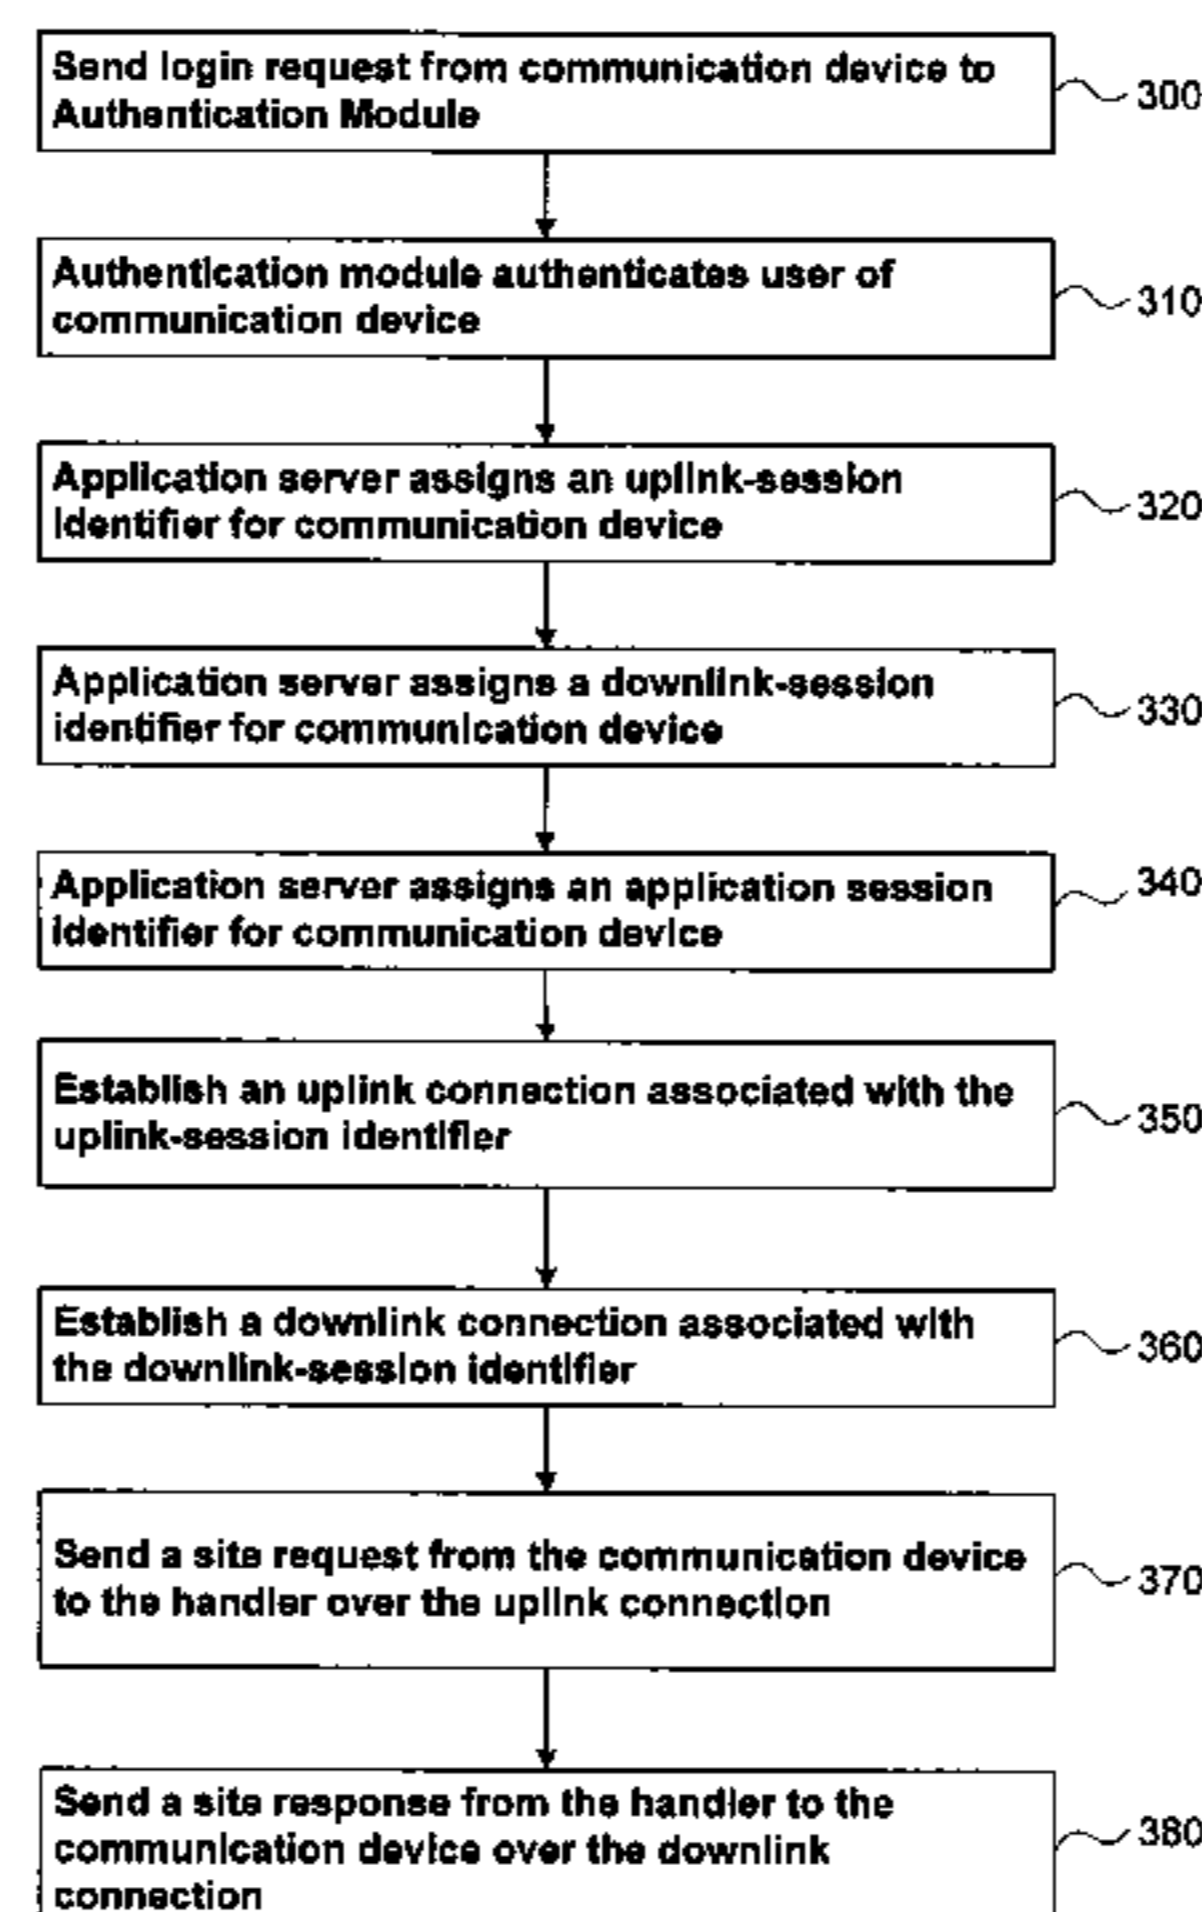 Send login request from communication device to
Authentication Module
300
Authentication module authenticates user of
communication device
310
Application server assigns an uplink-session
identifier for communication device
320
Application server assigns a downlink-session
identifier for communication device
330
Application server assigns an application session
identifier for communication device
340
Establish an uplink connection associated with the
uplink-session identifier
350
Establish a downlink connection associated with
the downlink-session identifier
360
Send a site request from the communication device
to the handler over the uplink connection
370
Send a site response from the handler to the
communication device over the downlink
connection
380